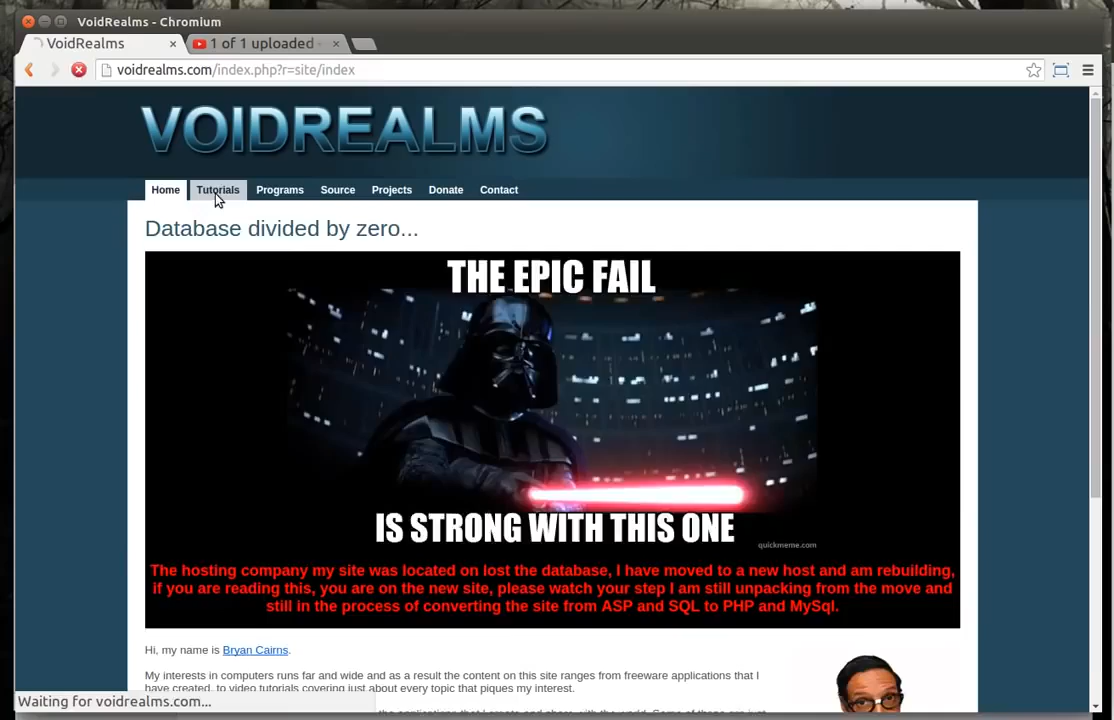 VoidRealms - Chromium
VoidRealms
1 of 1 uploaded
voidrealms.com/index.php?r=site/index
VOIDREALMS
Home Tutorials Programs Source Projects Donate Contact
Database divided by zero...
THE EPIC FAIL
IS STRONG WITH THIS ONE
quickmeme.com
The hosting company my site was located on lost the database, I have moved to a new host and am rebuilding,
if you are reading this, you are on the new site, please watch your step I am still unpacking from the move and
still in the process of converting the site from ASP and SQL to PHP and MySql.
Hi, my name is Bryan Cairns.
My interests in computers runs far and wide and as a result the content on this site ranges from freeware applications that I
have created, to video tutorials covering just about every topic that piques my interest.
Waiting for voidrealms.com...